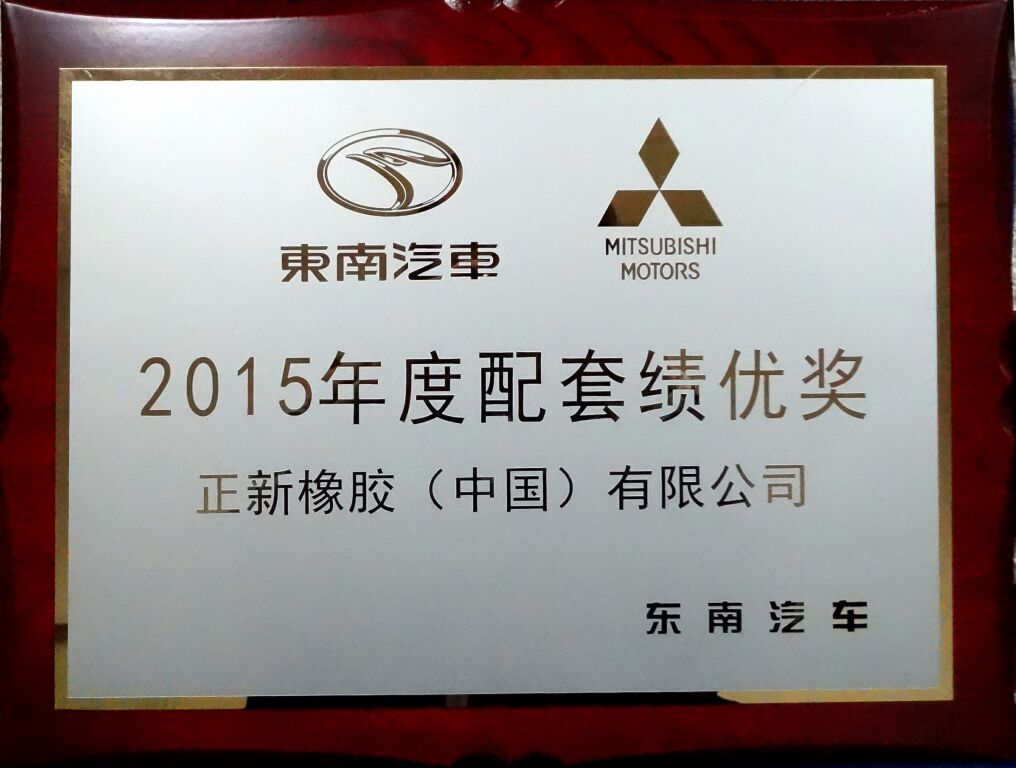 東南汽車
MITSUBISHI
MOTORS
2015年度配套绩优奖
正新橡胶（中国）有限公司
东南汽车